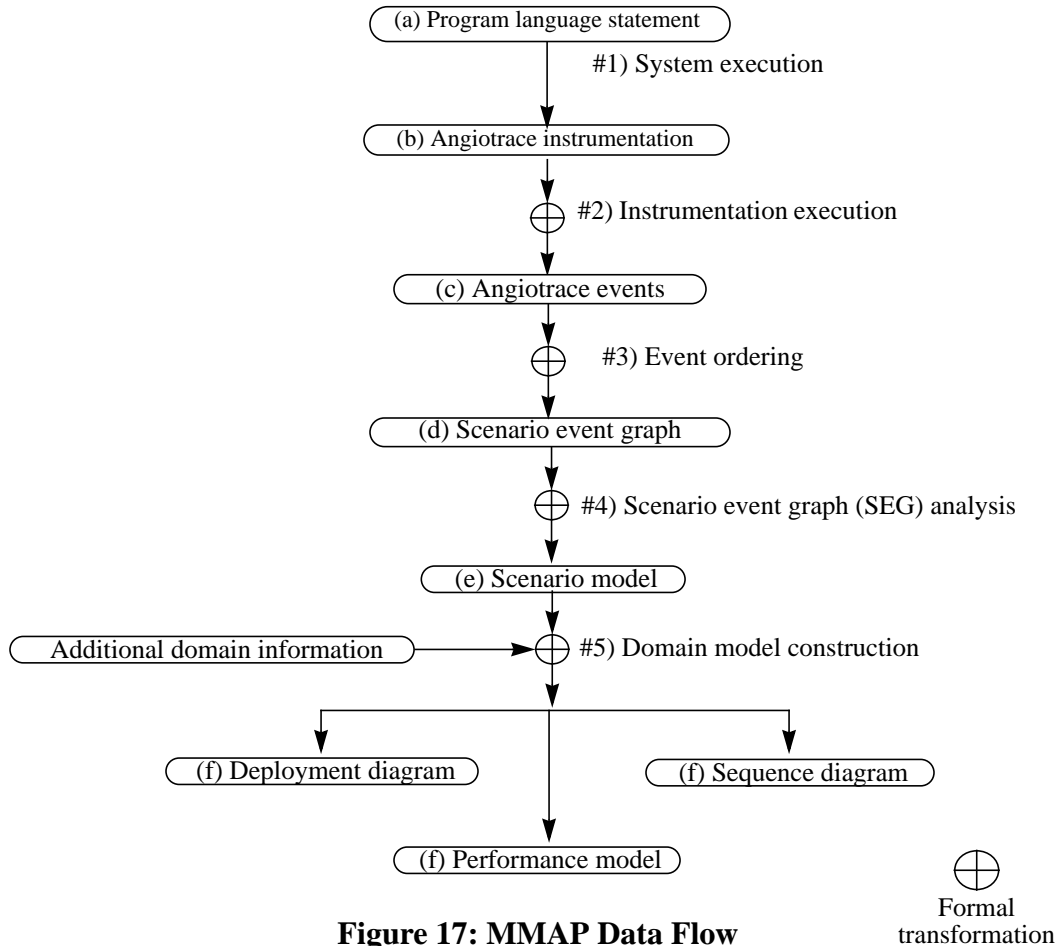 (a) Program language statement
#1) System execution
(b) Angiotrace instrumentation
#2) Instrumentation execution
(c) Angiotrace events
#3) Event ordering
(d) Scenario event graph
#4) Scenario event graph (SEG) analysis
(e) Scenario model
Additional domain information
#5) Domain model construction
(f) Deployment diagram
(f) Sequence diagram
(f) Performance model
Formal
transformation
Figure 17: MMAP Data Flow